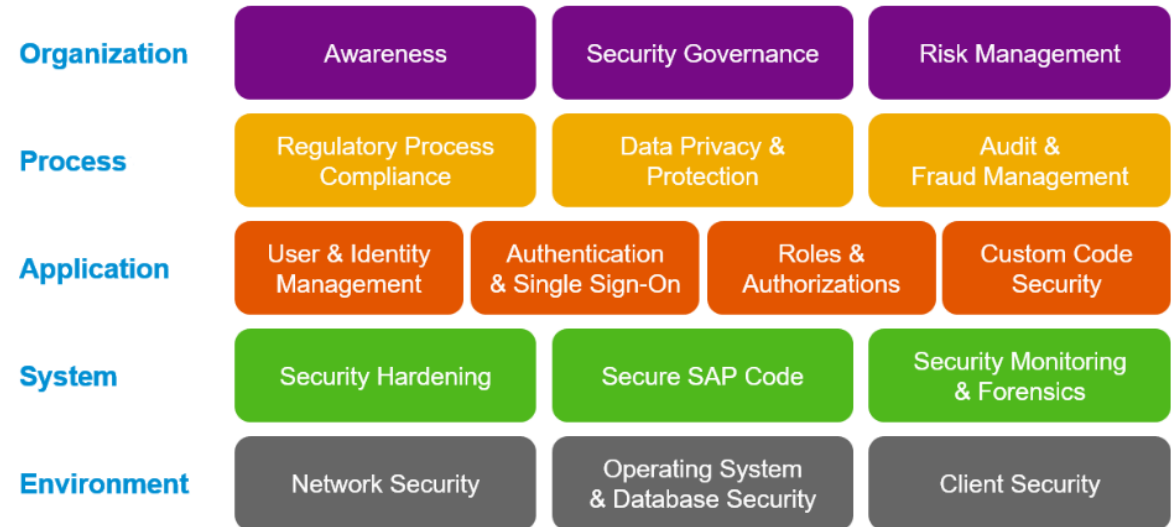 Organization
Awareness
Security Governance
Risk Management
Process
Regulatory Process
Compliance
Data Privacy &
Protection
Audit &
Fraud Management
Application
User & Identity
Management
Authentication
& Single Sign-On
Roles &
Authorizations
Custom Code
Security
System
Security Hardening
Secure SAP Code
Security Monitoring
& Forensics
Environment
Network Security
Operating System
& Database Security
Client Security